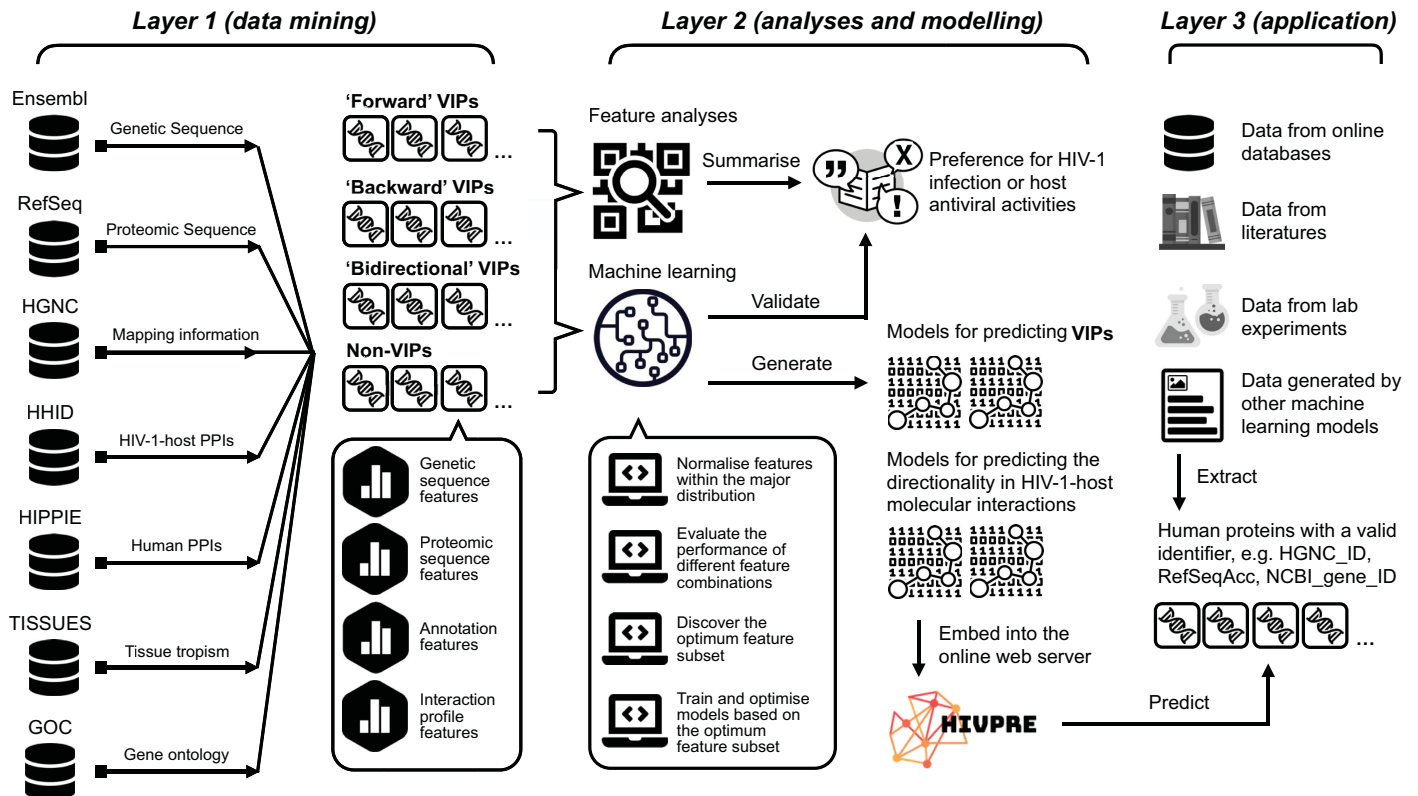 Layer 1 (data mining)
Ensembl
Genetic Sequence
RefSeq
Proteomic Sequence
HGNC
Mapping information
HHID
HIV-1-host PPIs
HIPPIE
Human PPIs
TISSUES
Tissue tropism
GOC
Gene ontology
'Forward' VIPs
...
'Backward' VIPs
...
'Bidirectional' VIPs
...
Non-VIPs
...
Genetic
sequence
features
Proteomic
sequence
features
Annotation
features
Interaction
profile
features
Layer 2 (analyses and modelling)
Feature analyses
Summarise
Preference for HIV-1
infection or host
antiviral activities
Machine learning
Validate
Generate
Models for predicting VIPs
Models for predicting the
directionality in HIV-1-host
molecular interactions
Normalise features
within the major
distribution
Evaluate the
performance of
different feature
combinations
Discover the
optimum feature
subset
Train and optimise
models based on
the optimum
feature subset
Embed into the
online web server
HIVPRE
Predict
Layer 3 (application)
Data from online
databases
Data from
literatures
Data from lab
experiments
Data generated by
other machine
learning models
Extract
Human proteins with a valid
identifier, e.g. HGNC_ID,
RefSeqAcc, NCBI_gene_ID
...